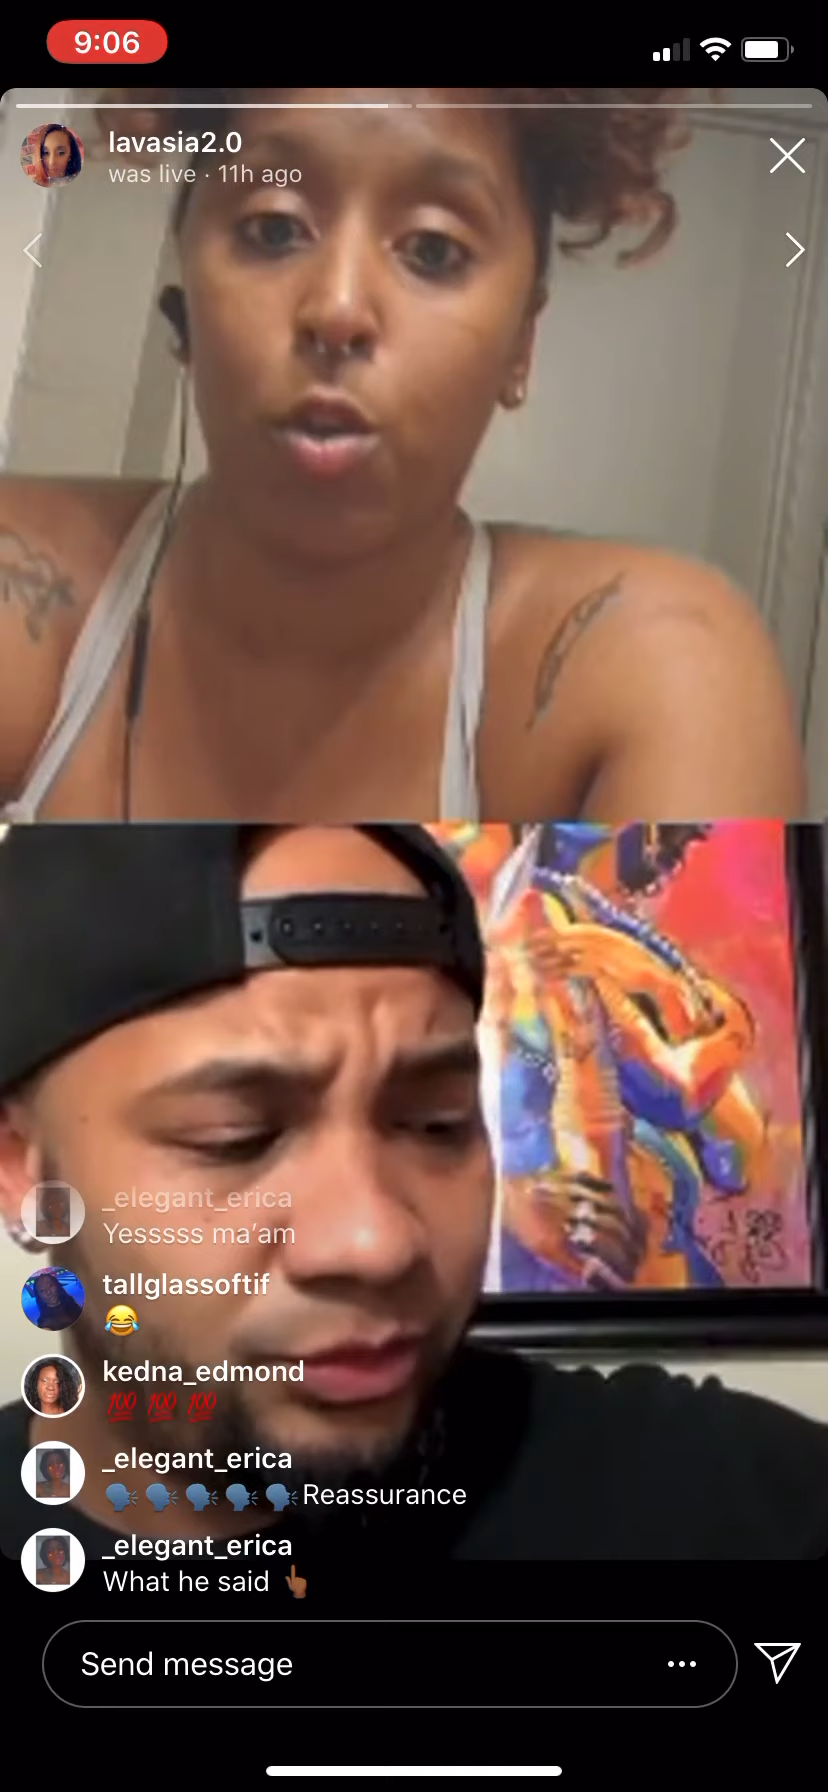 9:06
lavasia2.0
was live · 11h ago
_elegant_erica
Yesssss ma’am
tallglassoftif
😂
kedna_edmond
💯 💯 💯
_elegant_erica
🗣🗣🗣🗣🗣Reassurance
_elegant_erica
What he said 👆🏾
Send message